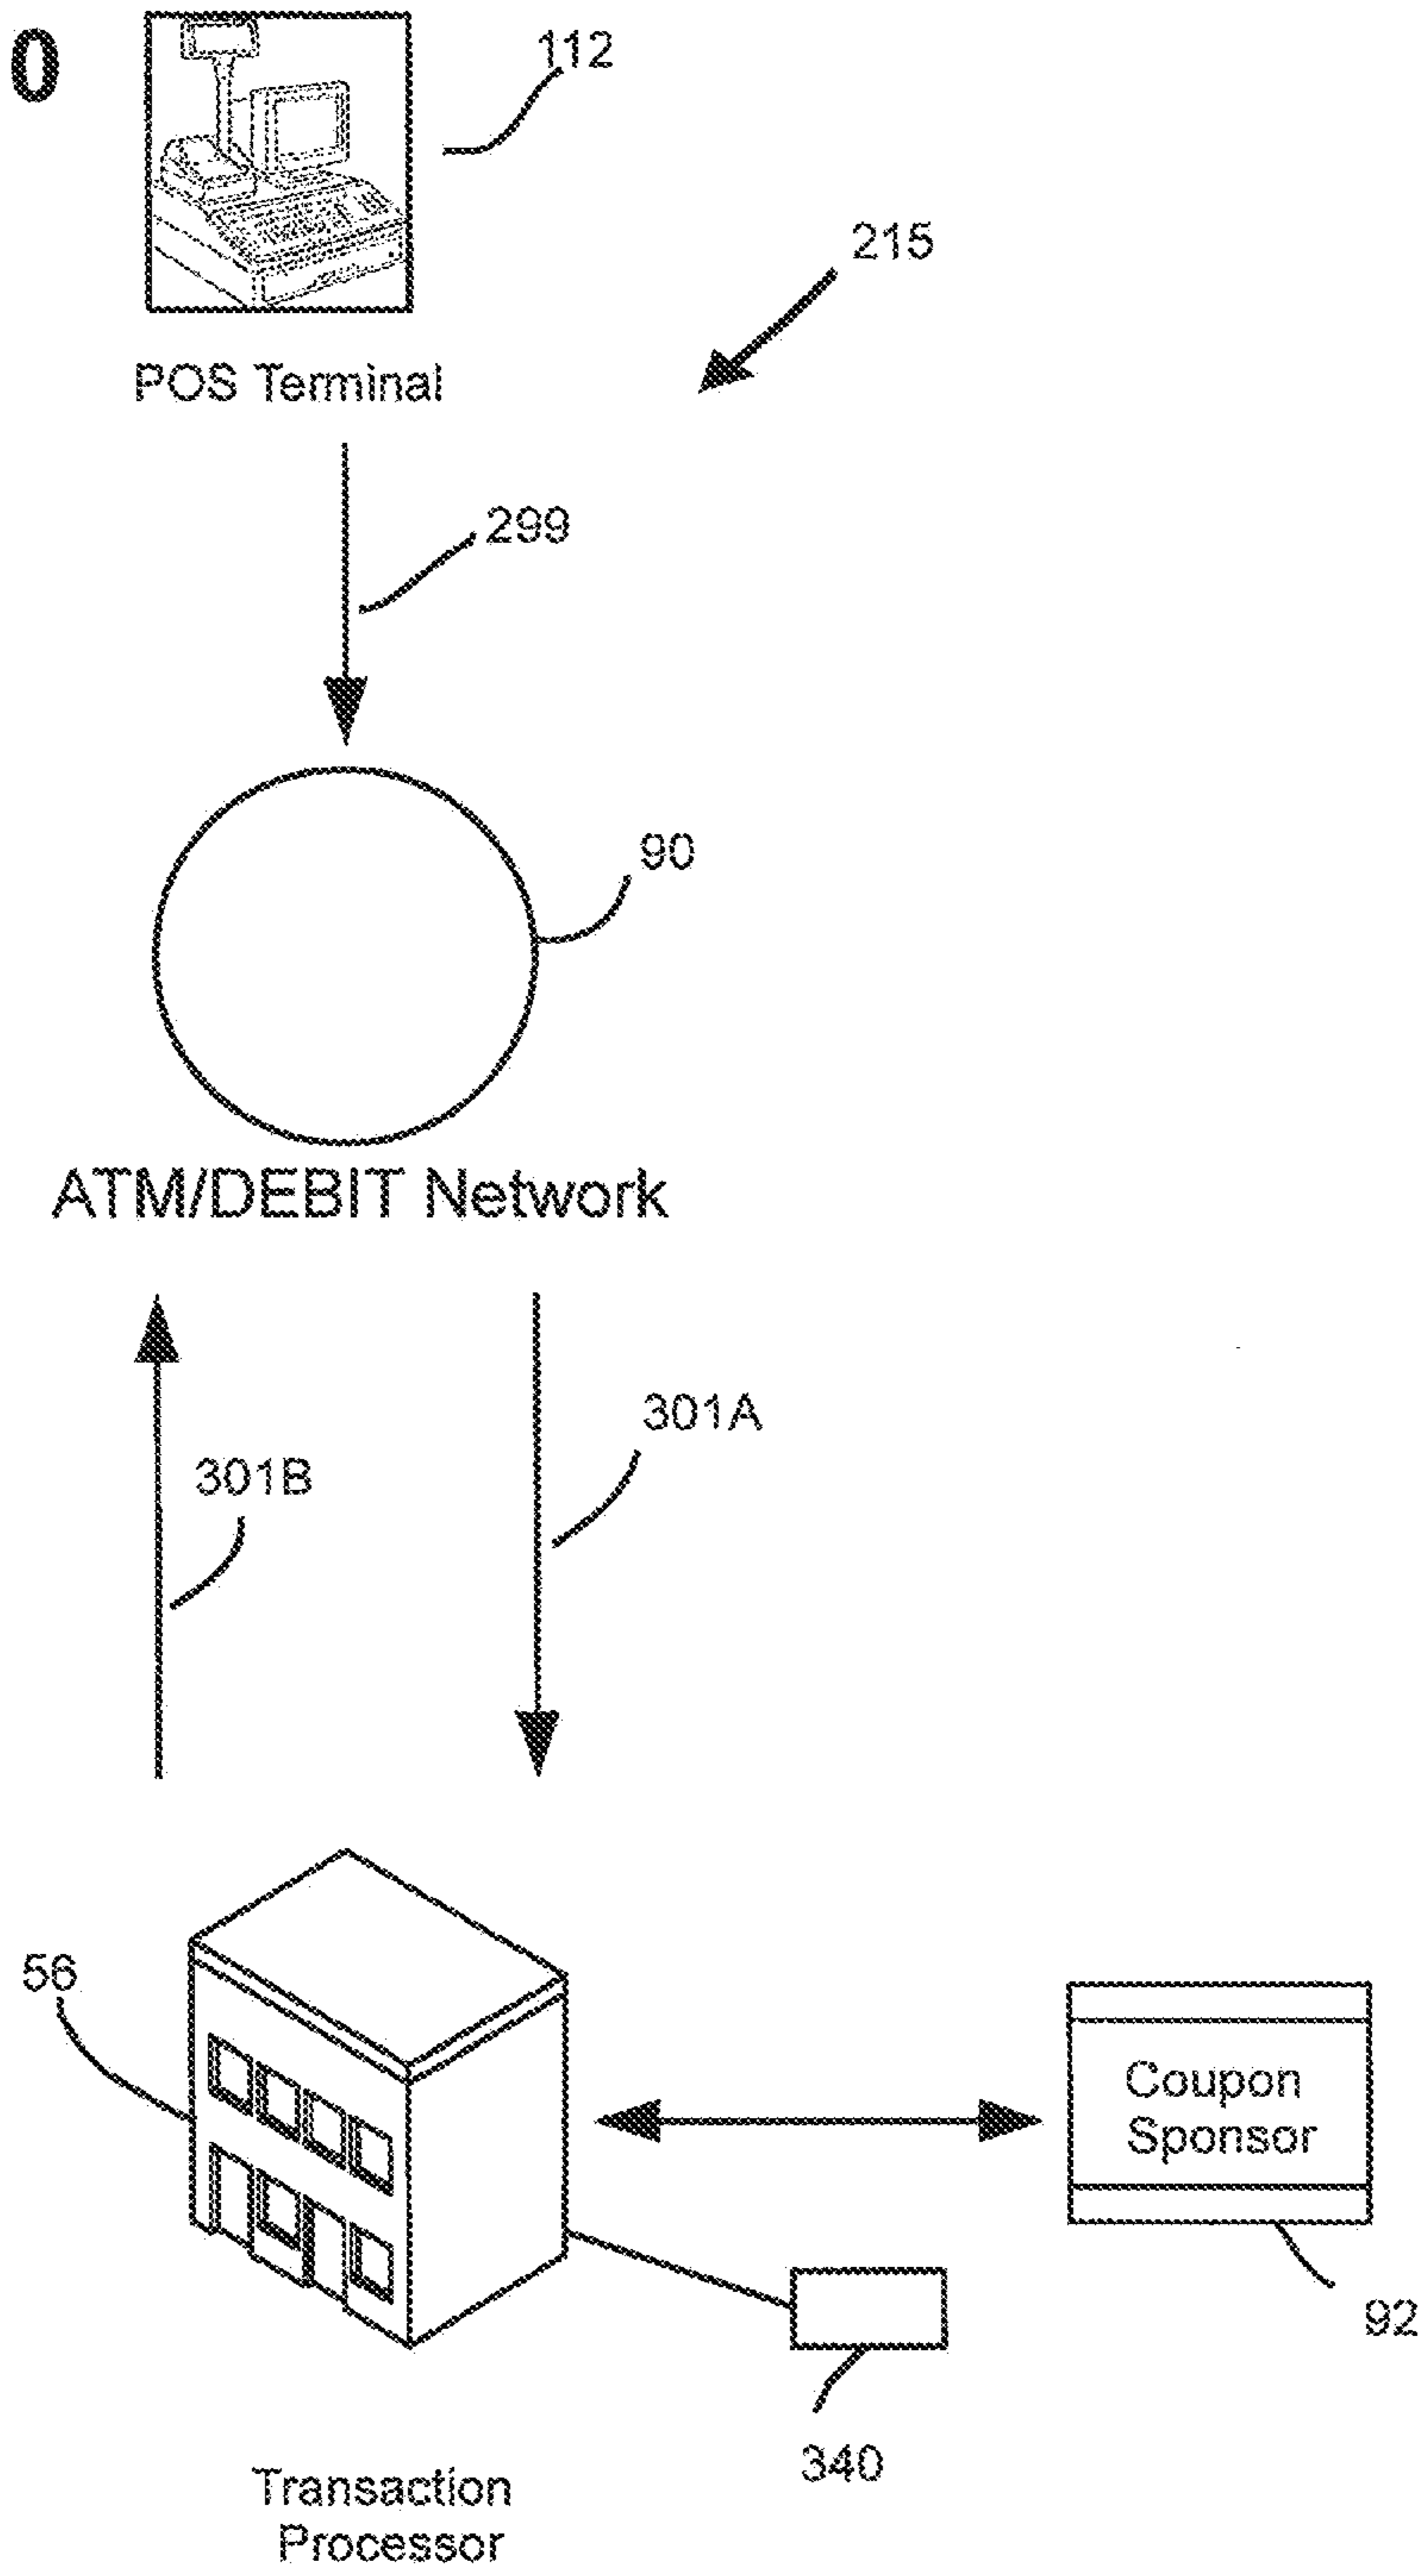 0
112
215
POS Terminal
299
90
ATM/DEBIT Network
301A
301B
56
Coupon
Sponsor
92
340
Transaction
Processor